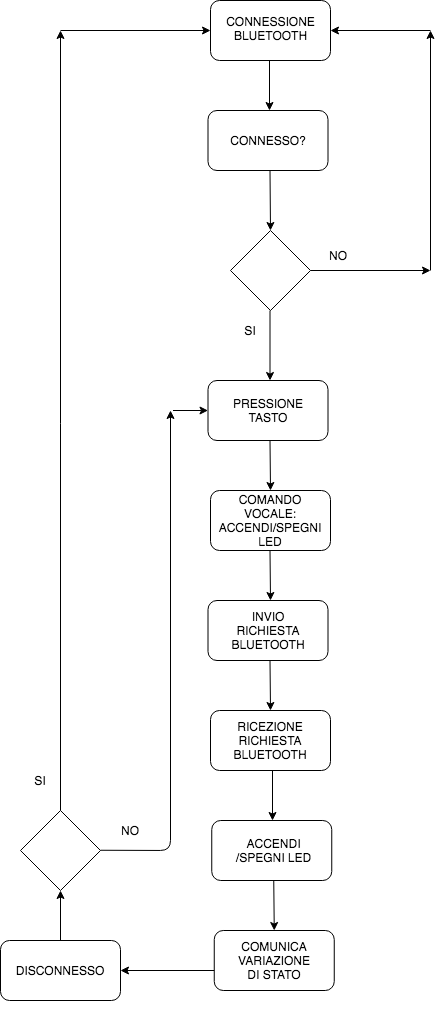 CONNESSIONE
BLUETOOTH
CONNESSO?
NO
SI
PRESSIONE
TASTO
COMANDO
VOCALE:
ACCENDI/SPEGNI
LED
INVIO
RICHIESTA
BLUETOOTH
RICEZIONE
RICHIESTA
BLUETOOTH
SI
NO
ACCENDI
/SPEGNI LED
COMUNICA
VARIAZIONE
DI STATO
DISCONNESSO